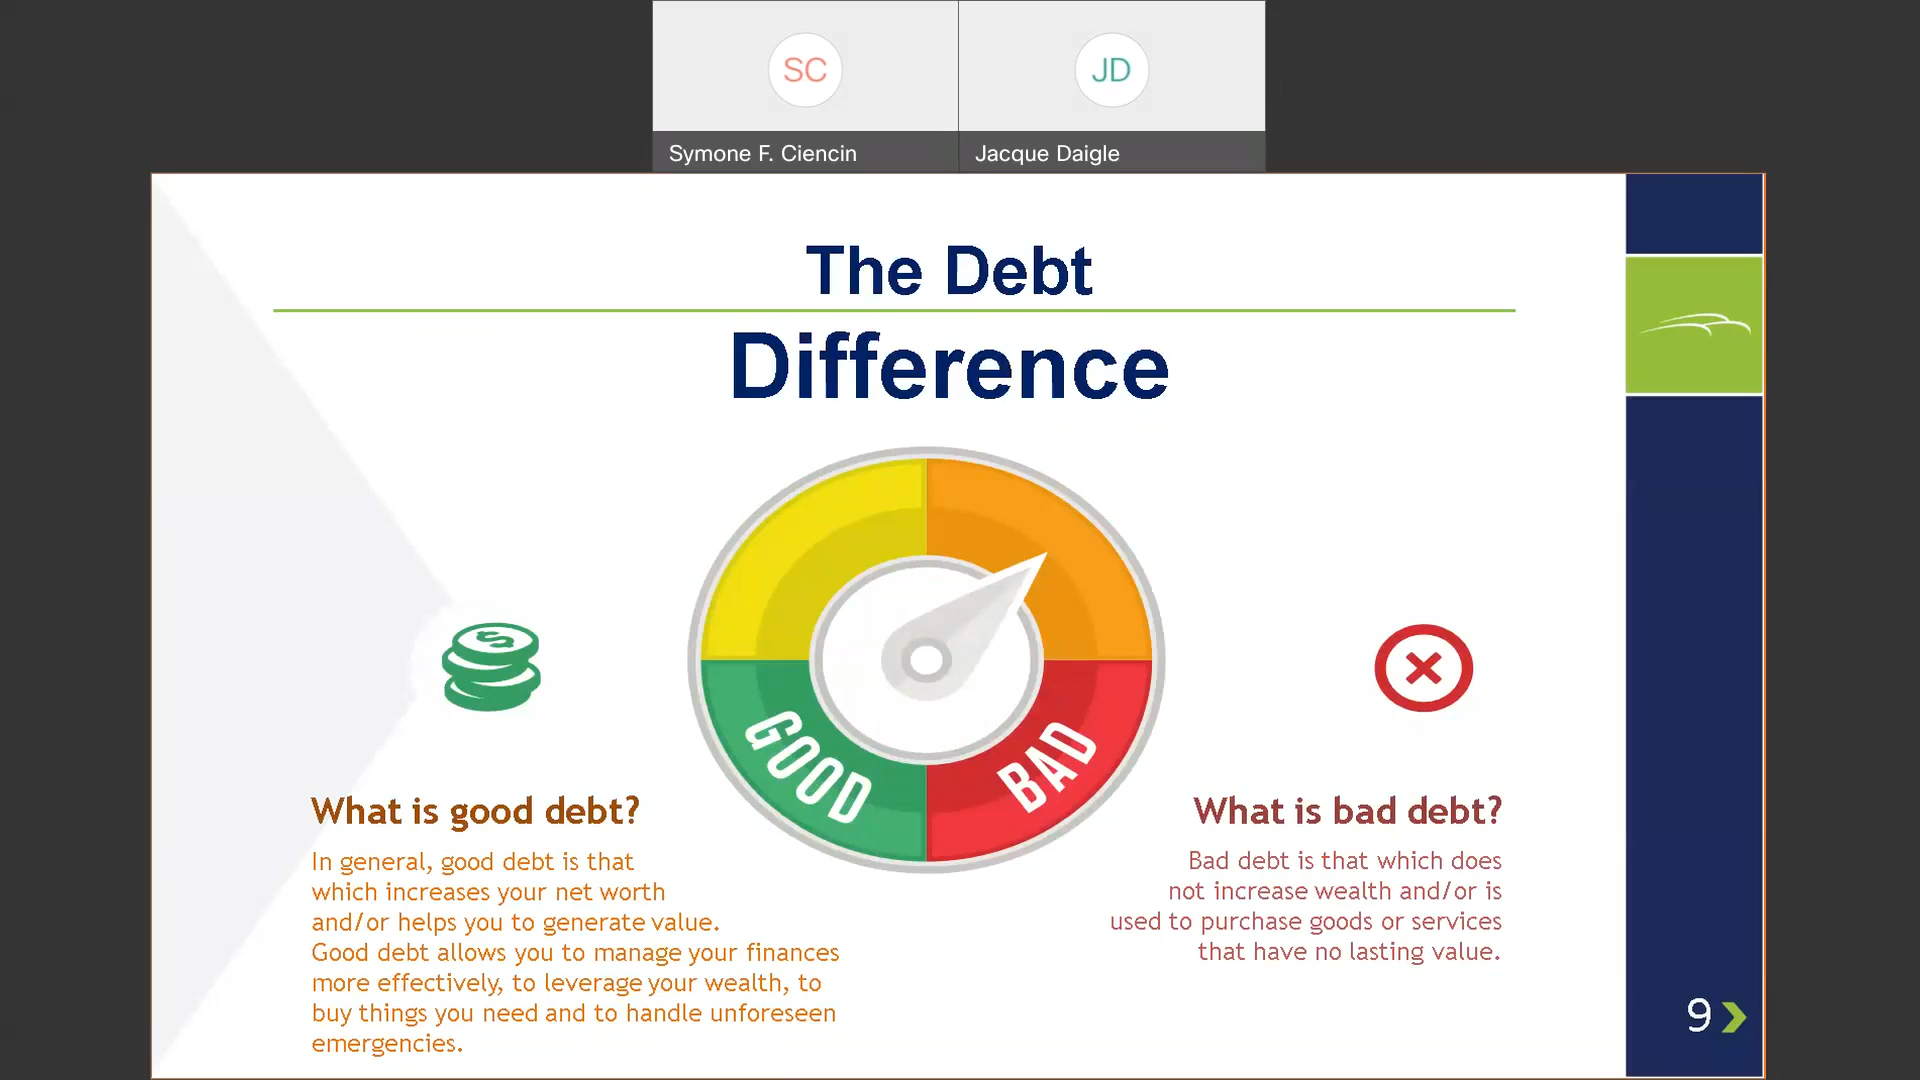 SC
JD
Symone F. Ciencin
Jacque Daigle
The Debt
Difference
GOOD
BAD
What is good debt?
In general, good debt is that
which increases your net worth
and/or helps you to generate value.
Good debt allows you to manage your finances
more effectively, to leverage your wealth, to
buy things you need and to handle unforeseen
emergencies.
What is bad debt?
Bad debt is that which does
not increase wealth and/or is
used to purchase goods or services
that have no lasting value.
9